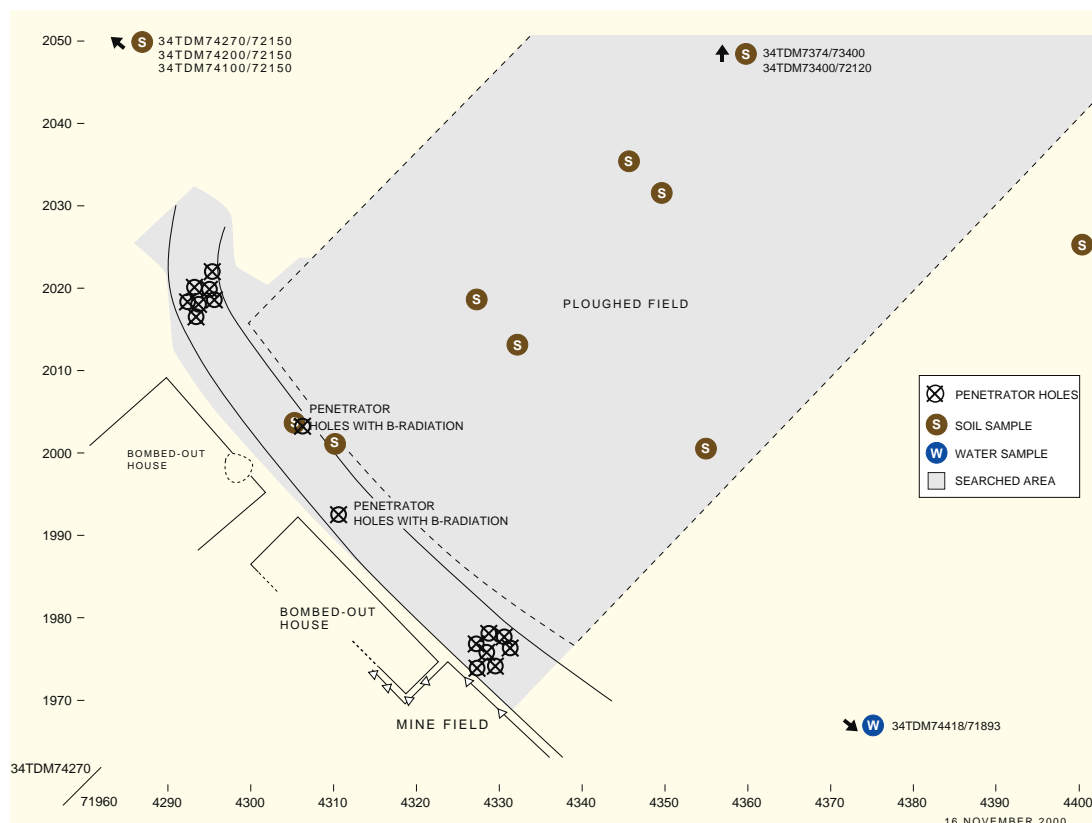 2050
S
34TDM74270/72150
34TDM74200/72150
34TDM74100/72150
S
34TDM7374/73400
34TDM73400/72120
2040
S
S
2030
S
2020
S
PLOUGHED FIELD
S
2010
PENETRATOR HOLES
S
PENETRATOR
HOLES WITH B-RADIATION
S
SOIL SAMPLE
S
S
2000
BOMBED-OUT
HOUSE
W
WATER SAMPLE
SEARCHED AREA
PENETRATOR
HOLES WITH B-RADIATION
1990
1980
BOMBED-OUT
HOUSE
1970
MINE FIELD
W
34TDM74418/71893
34TDM74270
71960
4290
4300
4310
4320
4330
4340
4350
4360
4370
4380
4390
4400
16 NOVEMBER 2000